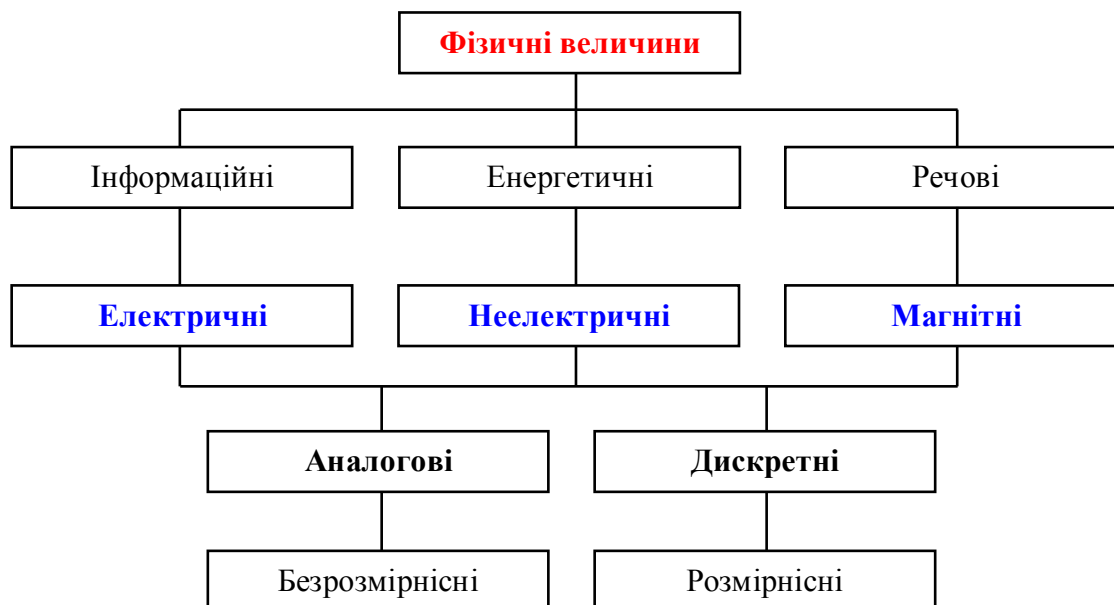 Фізичні величини
Інформаційні
Енергетичні
Речові
Електричні
Неелектричні
Магнітні
Аналогові
Дискретні
Безрозмірнісні
Розмірнісні